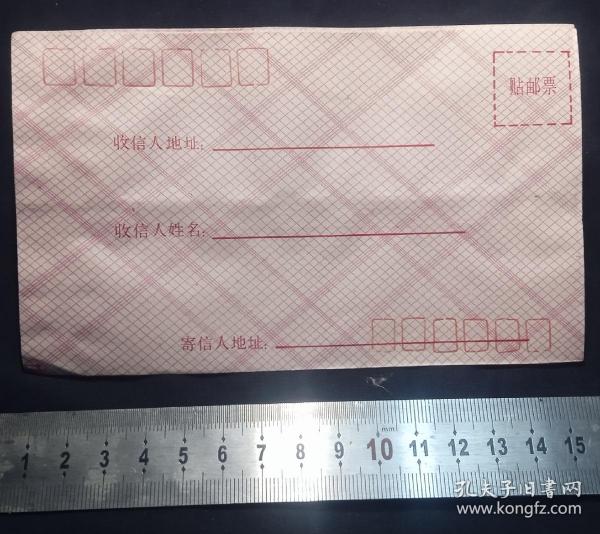 贴邮票
收信人地址：
收信人姓名：
寄信人地址：
mm
1 2 3 4 5 6 7 8 9 10 11 12 13 14 15
孔夫子旧书网
www.kongfz.com